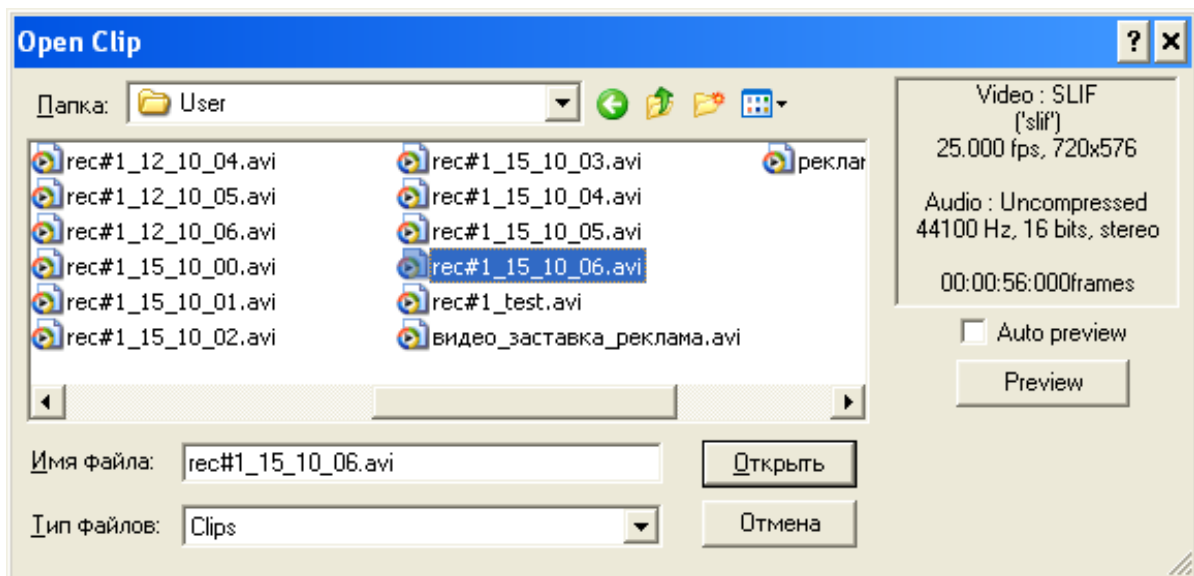 Open Clip
Папка: User
rec#1_12_10_04.avi
rec#1_12_10_05.avi
rec#1_12_10_06.avi
rec#1_15_10_00.avi
rec#1_15_10_01.avi
rec#1_15_10_02.avi
rec#1_15_10_03.avi
rec#1_15_10_04.avi
rec#1_15_10_05.avi
rec#1_15_10_06.avi
rec#1_test.avi
видео_заставка_реклама.avi
реклам
Video : SLIF
('slif')
25.000 fps, 720x576
Audio : Uncompressed
44100 Hz, 16 bits, stereo
00:00:56:000frames
Auto preview
Preview
Имя файла: rec#1_15_10_06.avi
Открыть
Тип файлов: Clips
Отмена